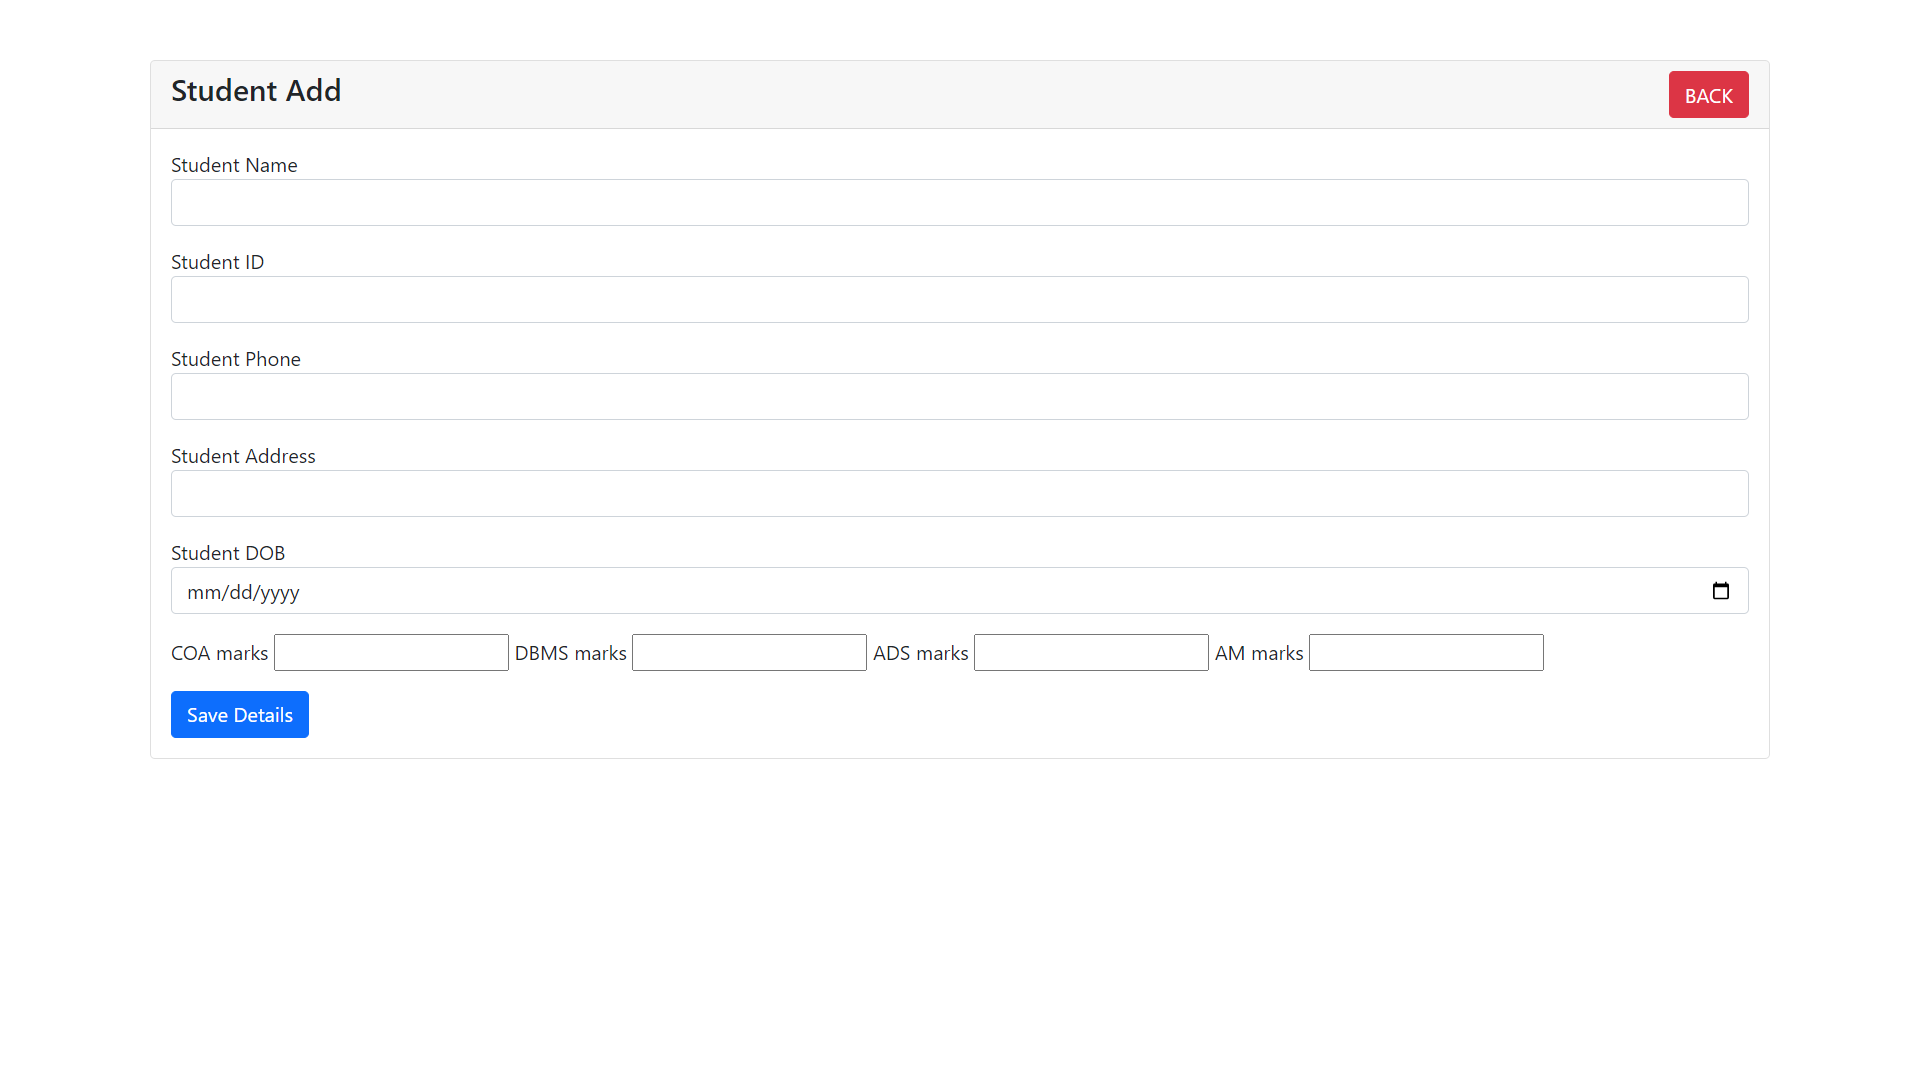 Student Add
BACK
Student Name
Student ID
Student Phone
Student Address
Student DOB
mm/dd/yyyy
COA marks DBMS marks ADS marks AM marks
Save Details